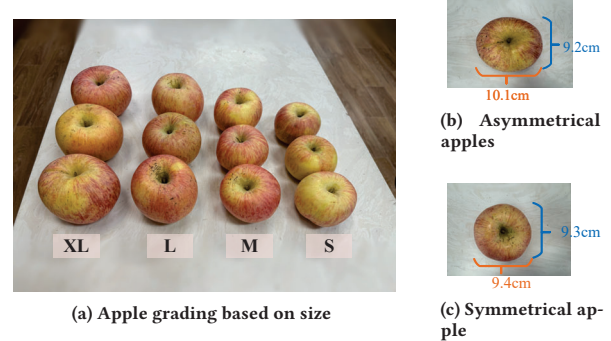 XL L M S
(a) Apple grading based on size
9.2cm
10.1cm
(b) Asymmetrical
apples
9.3cm
9.4cm
(c) Symmetrical ap-
ple